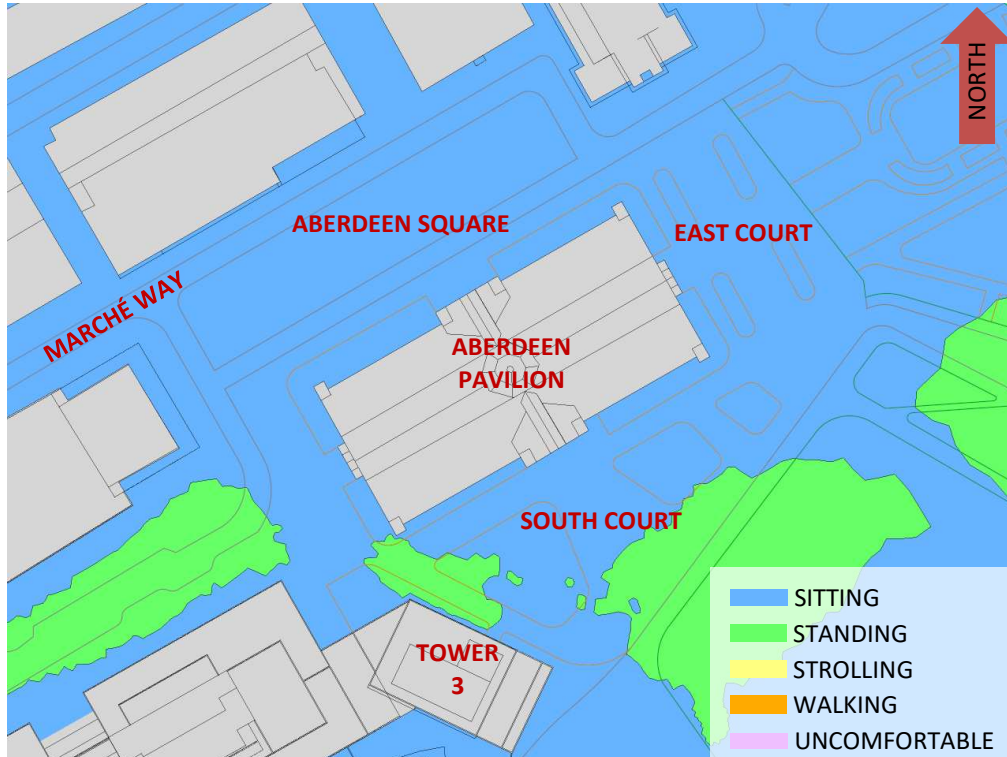 NORTH
ABERDEEN SQUARE
EAST COURT
MARCHÉ WAY
ABERDEEN
PAVILION
SOUTH COURT
TOWER
3
SITTING
STANDING
STROLLING
WALKING
UNCOMFORTABLE